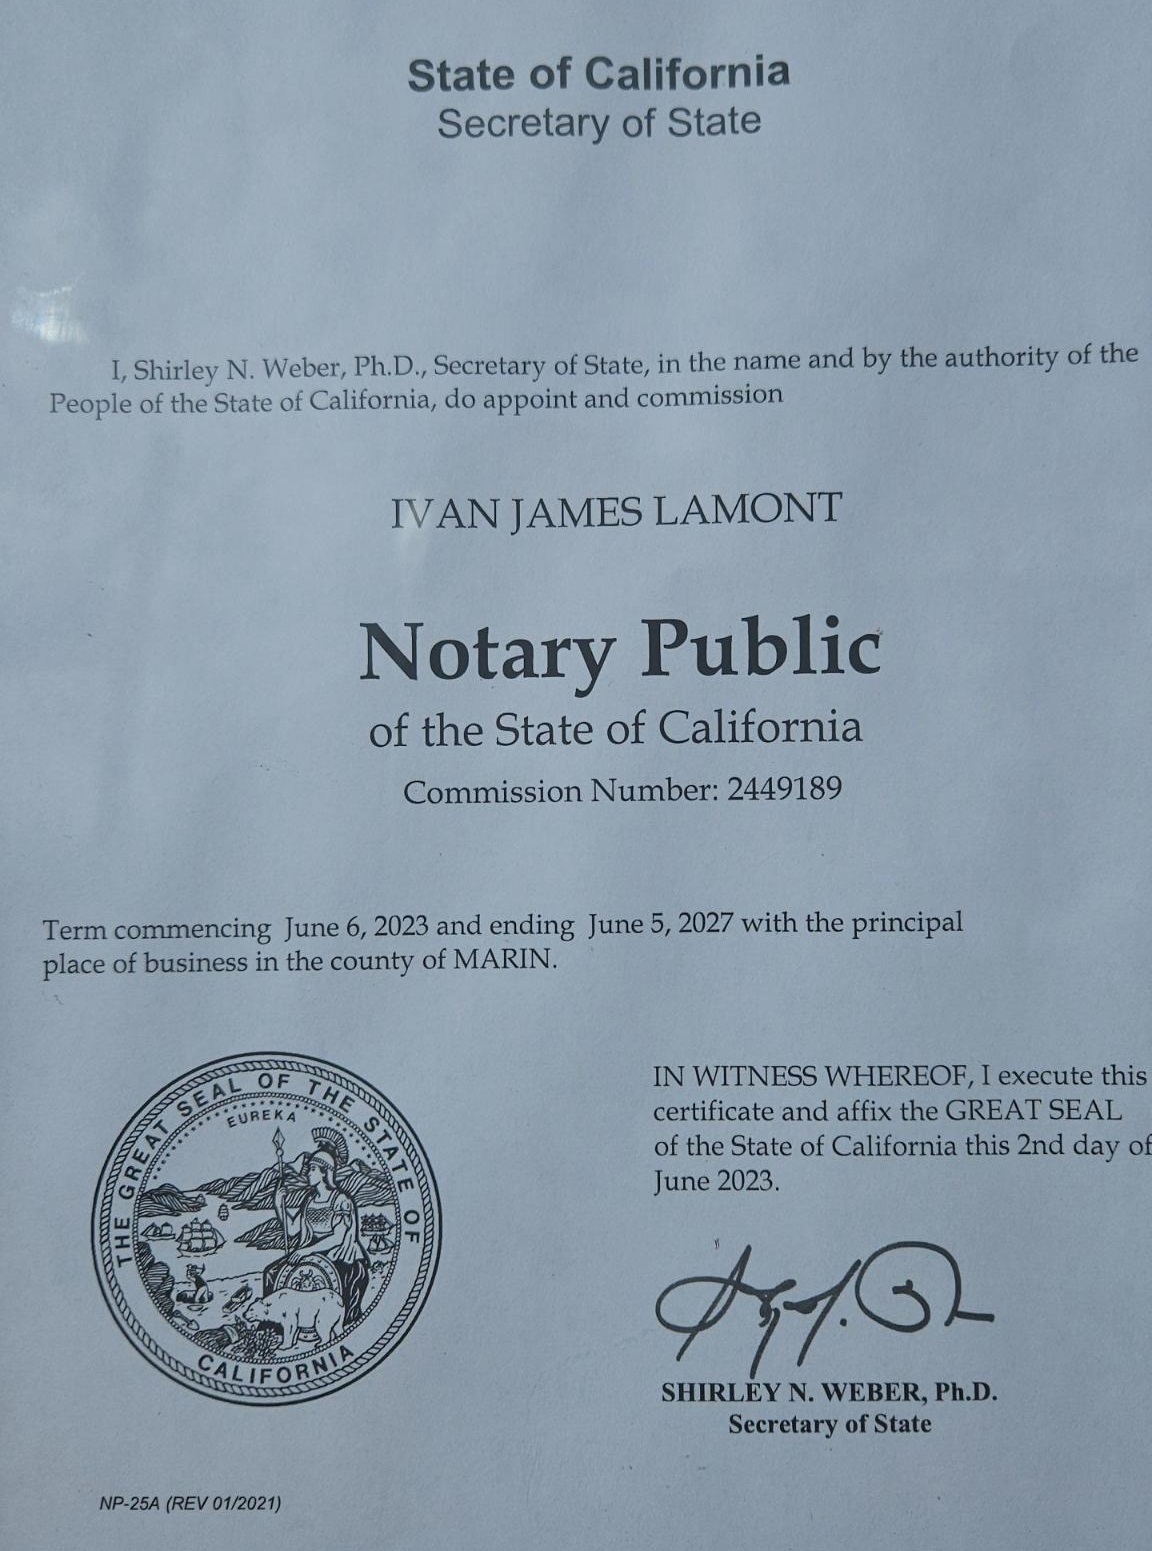 State of California
Secretary of State
I, Shirley N. Weber, Ph.D., Secretary of State, in the name and by the authority of the
People of the State of California, do appoint and commission
IVAN JAMES LAMONT
Notary Public
of the State of California
Commission Number: 2449189
Term commencing June 6, 2023 and ending June 5, 2027 with the principal
place of business in the county of MARIN.
THE GREAT SEAL OF THE STATE OF
EUREKA
CALIFORNIA
IN WITNESS WHEREOF, I execute this
certificate and affix the GREAT SEAL
of the State of California this 2nd day of
June 2023.
SHIRLEY N. WEBER, Ph.D.
Secretary of State
NP-25A (REV 01/2021)